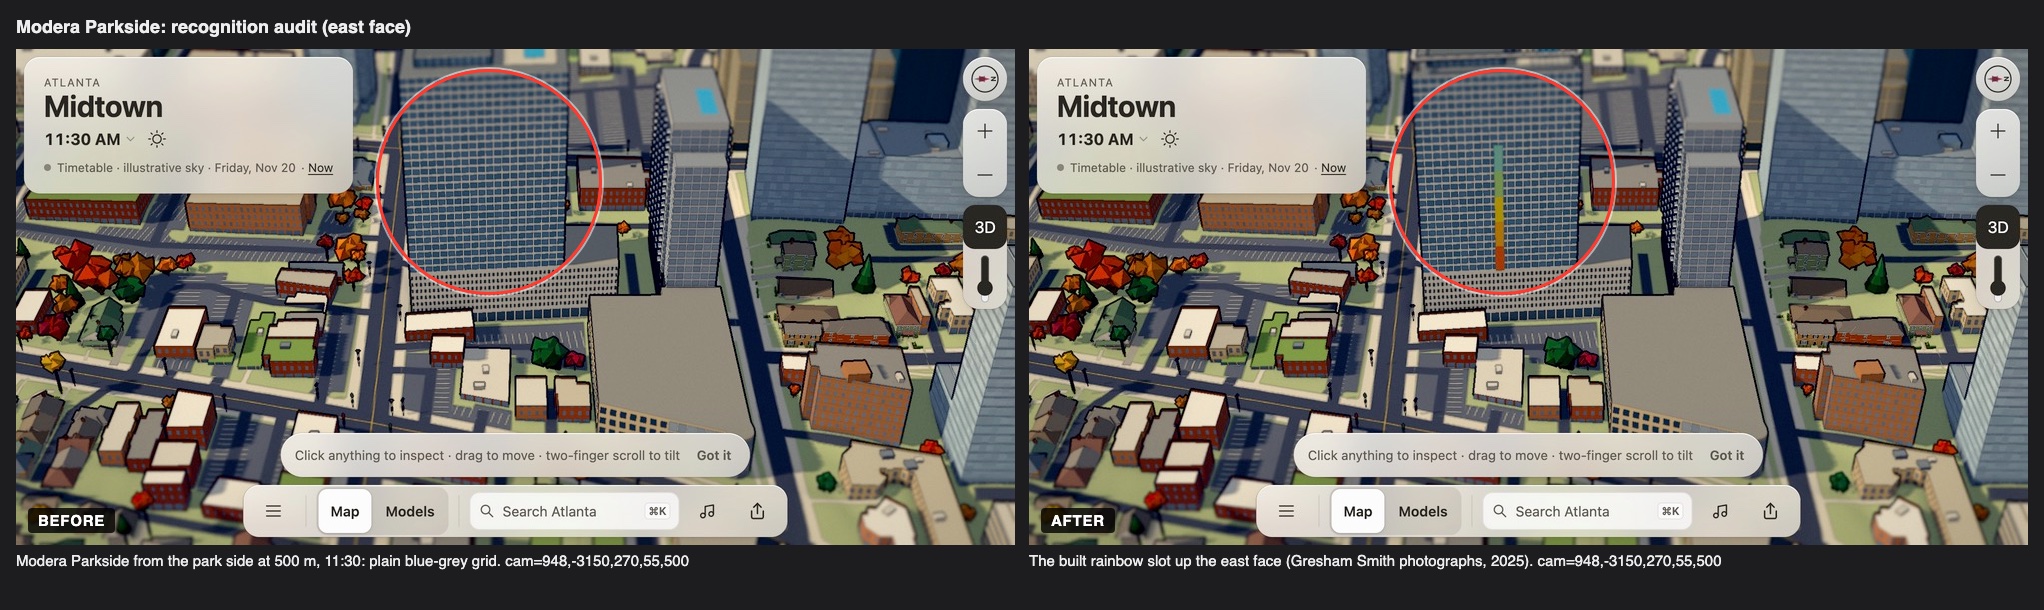 Modera Parkside: recognition audit (east face)
ATLANTA
Midtown
11:30 AM
Timetable · illustrative sky · Friday, Nov 20 · Now
N
+
−
3D
Click anything to inspect · drag to move · two-finger scroll to tilt Got it
Map Models Search Atlanta ⌘K
BEFORE
Modera Parkside from the park side at 500 m, 11:30: plain blue-grey grid. cam=948,-3150,270,55,500
ATLANTA
Midtown
11:30 AM
Timetable · illustrative sky · Friday, Nov 20 · Now
N
+
−
3D
Click anything to inspect · drag to move · two-finger scroll to tilt Got it
Map Models Search Atlanta ⌘K
AFTER
The built rainbow slot up the east face (Gresham Smith photographs, 2025). cam=948,-3150,270,55,500